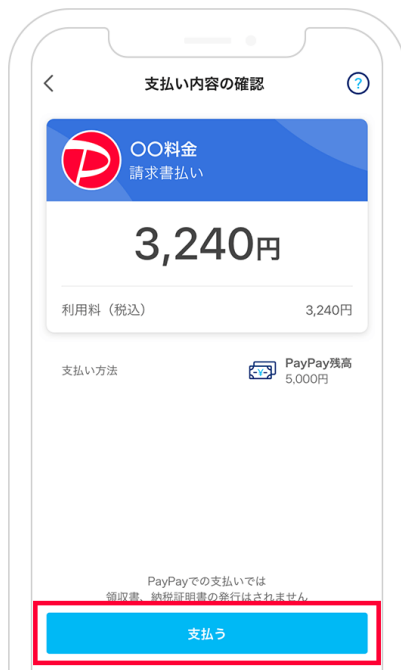 支払い内容の確認
?
〇〇料金
請求書払い
3,240円
利用料（税込） 3,240円
支払い方法 PayPay残高
5,000円
PayPayでの支払いでは
領収書、納税証明書の発行はされません
支払う